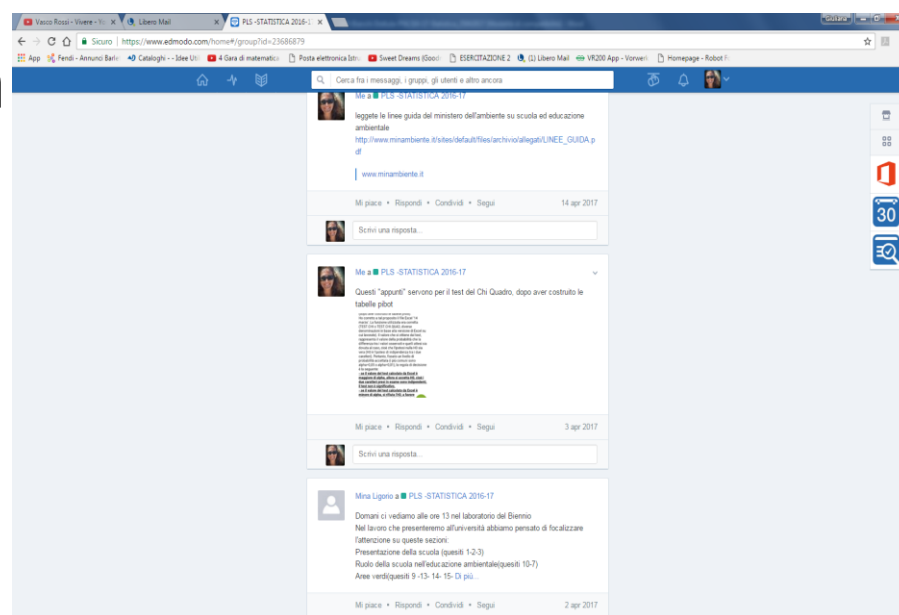 Vasco Rossi - Vivere - Yo
Libero Mail
PLS -STATISTICA 2016-1
Sicuro | https://www.edmodo.com/home#/group?id=23686879
App
Fendi - Annunci Barle
Cataloghi - - Idee Uti
4 Gara di matematica
Posta elettronica Istru
Sweet Dreams (Good
ESERCITAZIONE 2
(1) Libero Mail
VR200 App - Vorwerk
Homepage - Robot F
Cerca fra i messaggi, i gruppi, gli utenti e altro ancora
Me a PLS -STATISTICA 2016-17
leggete le linee guida del ministero dell'ambiente su scuola ed educazione
ambientale
http://www.minambiente.it/sites/default/files/archivio/allegati/LINEE_GUIDA.p
df
www.minambiente.it
Mi piace • Rispondi • Condividi • Segui 14 apr 2017
Scrivi una risposta...
30
Me a PLS -STATISTICA 2016-17
Questi "appunti" servono per il test del Chi Quadro, dopo aver costruito le
tabelle pibot
Mi piace • Rispondi • Condividi • Segui 3 apr 2017
Scrivi una risposta...
Mina Ligorio a PLS -STATISTICA 2016-17
Domani ci vediamo alle ore 13 nel laboratorio del Biennio
Nel lavoro che presenteremo all'università abbiamo pensato di focalizzare
l'attenzione su queste sezioni:
Presentazione della scuola (quesiti 1-2-3)
Ruolo della scuola nell'educazione ambientale(quesiti 10-7)
Aree verdi(quesiti 9 -13- 14- 15- Di più...
Mi piace • Rispondi • Condividi • Segui 2 apr 2017